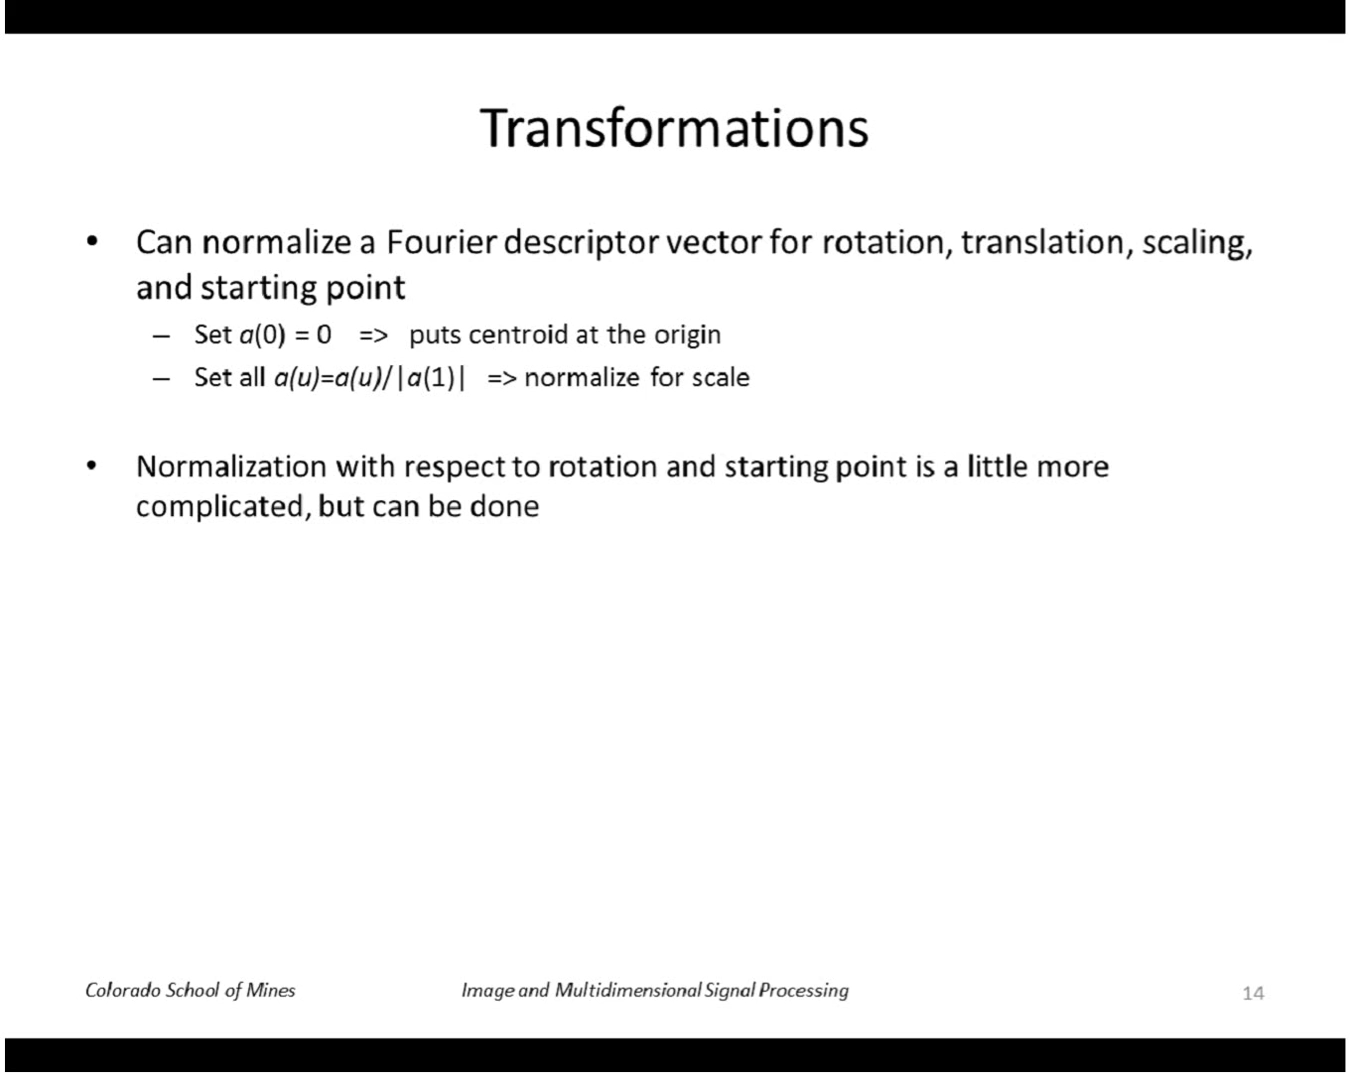 Transformations
• Can normalize a Fourier descriptor vector for rotation, translation, scaling,
and starting point
– Set a(0) = 0 => puts centroid at the origin
– Set all a(u)=a(u)/|a(1)| => normalize for scale
• Normalization with respect to rotation and starting point is a little more
complicated, but can be done
Colorado School of Mines Image and Multidimensional Signal Processing 14